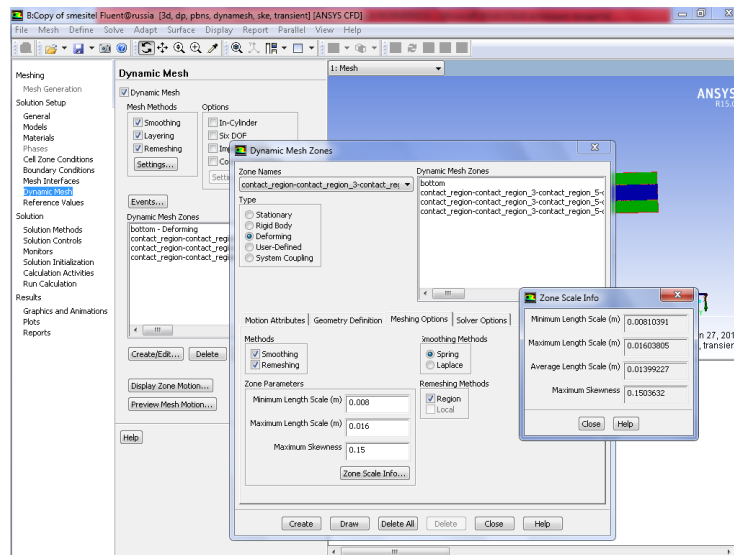 B:Copy of smesitel Fluent@russia [3d, dp, pbns, dynamesh, ske, transient] [ANSYS CFD]
File Mesh Define Solve Adapt Surface Display Report Parallel View Help
Meshing
Mesh Generation
Solution Setup
General
Models
Materials
Phases
Cell Zone Conditions
Boundary Conditions
Mesh Interfaces
Dynamic Mesh
Reference Values
Solution
Solution Methods
Solution Controls
Monitors
Solution Initialization
Calculation Activities
Run Calculation
Results
Graphics and Animations
Plots
Reports
Dynamic Mesh
Dynamic Mesh
Mesh Methods
Smoothing
Layering
Remeshing
Settings...
Options
In-Cylinder
Six DOF
Im
Co
Setti
Events...
Dynamic Mesh Zones
bottom - Deforming
contact_region-contact_regi
contact_region-contact_regi
contact_region-contact_regi
Create/Edit... Delete
Display Zone Motion...
Preview Mesh Motion...
Help
1: Mesh
ANSYS
R15.0
n 27, 201
, transien
Dynamic Mesh Zones
Zone Names
contact_region-contact_region_3-contact_reg
Type
Stationary
Rigid Body
Deforming
User-Defined
System Coupling
Dynamic Mesh Zones
bottom
contact_region-contact_region_3-contact_region_5-c
contact_region-contact_region_3-contact_region_5-c
contact_region-contact_region_3-contact_region_5-c
Motion Attributes Geometry Definition Meshing Options Solver Options
Methods
Smoothing
Remeshing
Smoothing Methods
Spring
Laplace
Zone Parameters
Minimum Length Scale (m) 0.008
Maximum Length Scale (m) 0.016
Maximum Skewness 0.15
Zone Scale Info...
Remeshing Methods
Region
Local
Create Draw Delete All Delete Close Help
Zone Scale Info
Minimum Length Scale (m) 0.00810391
Maximum Length Scale (m) 0.01603805
Average Length Scale (m) 0.01399227
Maximum Skewness 0.1503632
Close Help